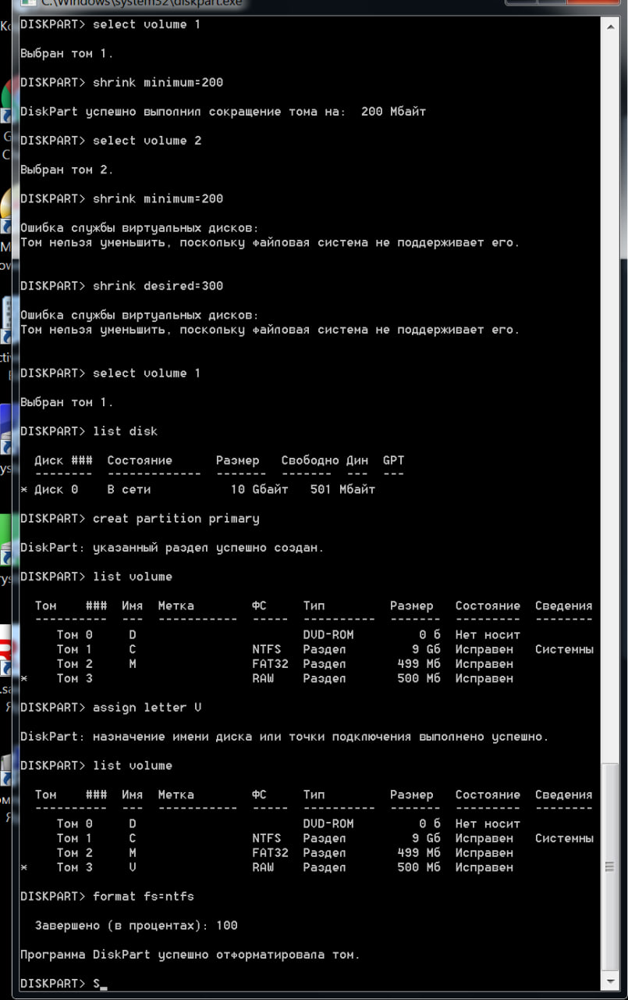 C:\Windows\system32\diskpart.exe
DISKPART> select volume 1
Выбран том 1.
DISKPART> shrink minimum=200
DiskPart успешно выполнил сокращение тома на:  200 Мбайт
DISKPART> select volume 2
Выбран том 2.
DISKPART> shrink minimum=200
Ошибка службы виртуальных дисков:
Том нельзя уменьшить, поскольку файловая система не поддерживает его.
DISKPART> shrink desired=300
Ошибка службы виртуальных дисков:
Том нельзя уменьшить, поскольку файловая система не поддерживает его.
DISKPART> select volume 1
Выбран том 1.
DISKPART> list disk
Диск ###  Состояние      Размер   Свободно Дин  GPT
--------  -------------  -------  -------  ---  ---
* Диск 0    В сети           10 Gбайт   501 Mбайт
DISKPART> creat partition primary
DiskPart: указанный раздел успешно создан.
DISKPART> list volume
Том    ###  Имя  Метка        ФС     Тип         Размер   Состояние  Сведения
----------  ---  -----------  -----  ----------  -------  ---------  --------
Том 0     D                       DVD-ROM         0 б  Нет носит
Том 1     C                NTFS   Раздел          9 Gб  Исправен   Системны
Том 2     M                FAT32  Раздел        499 Mб  Исправен
* Том 3                      RAW    Раздел        500 Mб  Исправен
DISKPART> assign letter V
DiskPart: назначение имени диска или точки подключения выполнено успешно.
DISKPART> list volume
Том    ###  Имя  Метка        ФС     Тип         Размер   Состояние  Сведения
----------  ---  -----------  -----  ----------  -------  ---------  --------
Том 0     D                       DVD-ROM         0 б  Нет носит
Том 1     C                NTFS   Раздел          9 Gб  Исправен   Системны
Том 2     M                FAT32  Раздел        499 Mб  Исправен
* Том 3     V                RAW    Раздел        500 Mб  Исправен
DISKPART> format fs=ntfs
Завершено (в процентах): 100
Программа DiskPart успешно отформатировала том.
DISKPART> S_